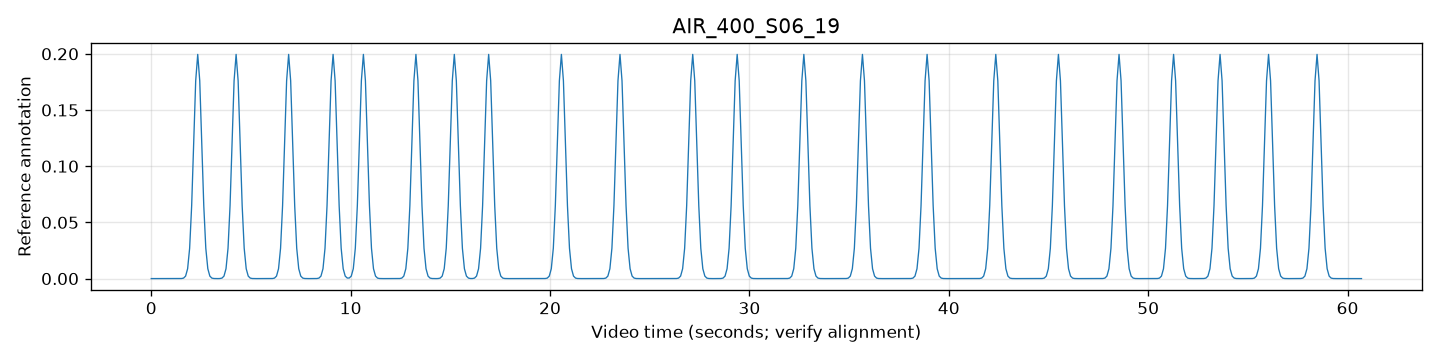 AIR_400_S06_19
Reference annotation
0.20
0.15
0.10
0.05
0.00
0 10 20 30 40 50 60
Video time (seconds; verify alignment)